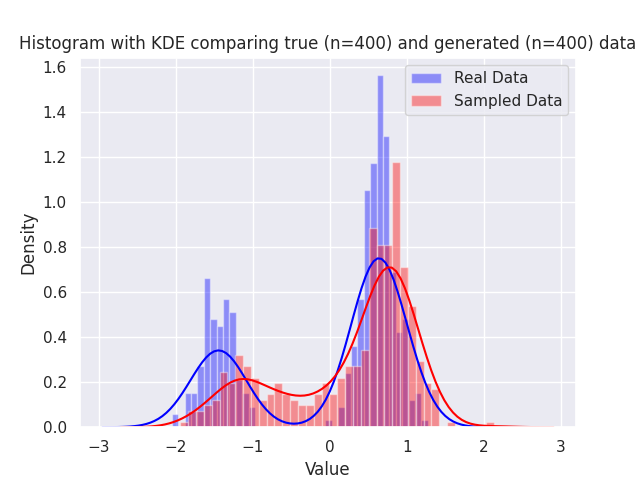 Histogram with KDE comparing true (n=400) and generated (n=400) data
Real Data
Sampled Data
Density
1.6
1.4
1.2
1.0
0.8
0.6
0.4
0.2
0.0
−3 −2 −1 0 1 2 3
Value